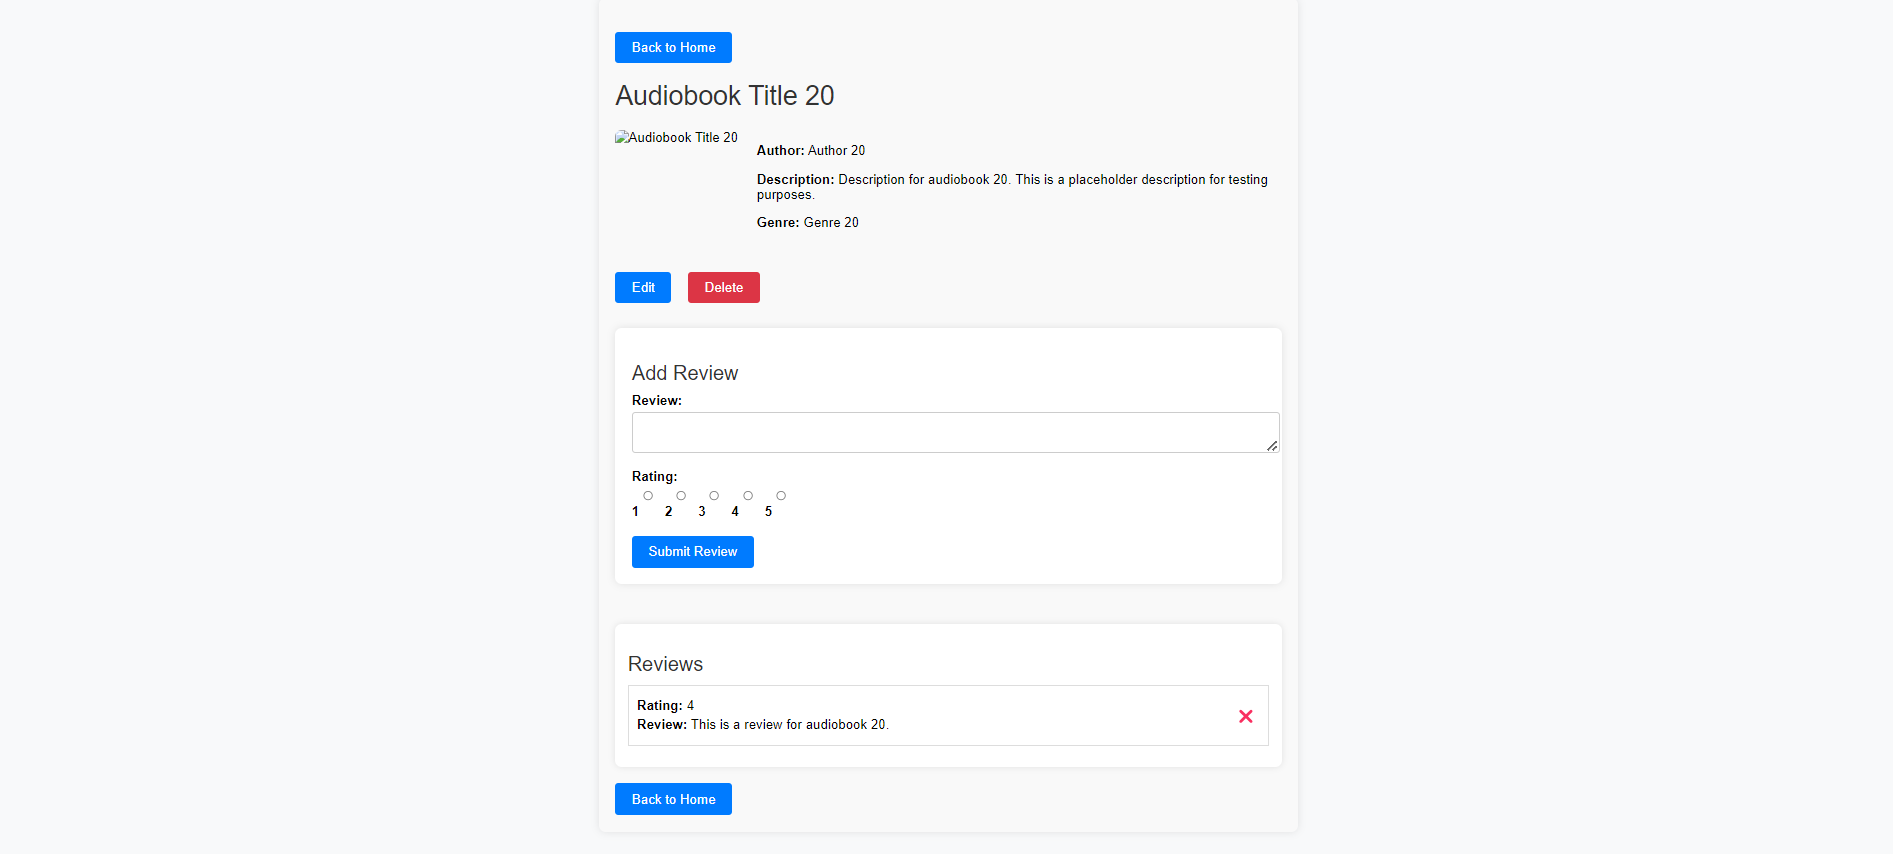 Back to Home
Audiobook Title 20
Audiobook Title 20
Author: Author 20
Description: Description for audiobook 20. This is a placeholder description for testing
purposes.
Genre: Genre 20
Edit Delete
Add Review
Review:
Rating:
1 2 3 4 5
Submit Review
Reviews
Rating: 4
Review: This is a review for audiobook 20.
Back to Home